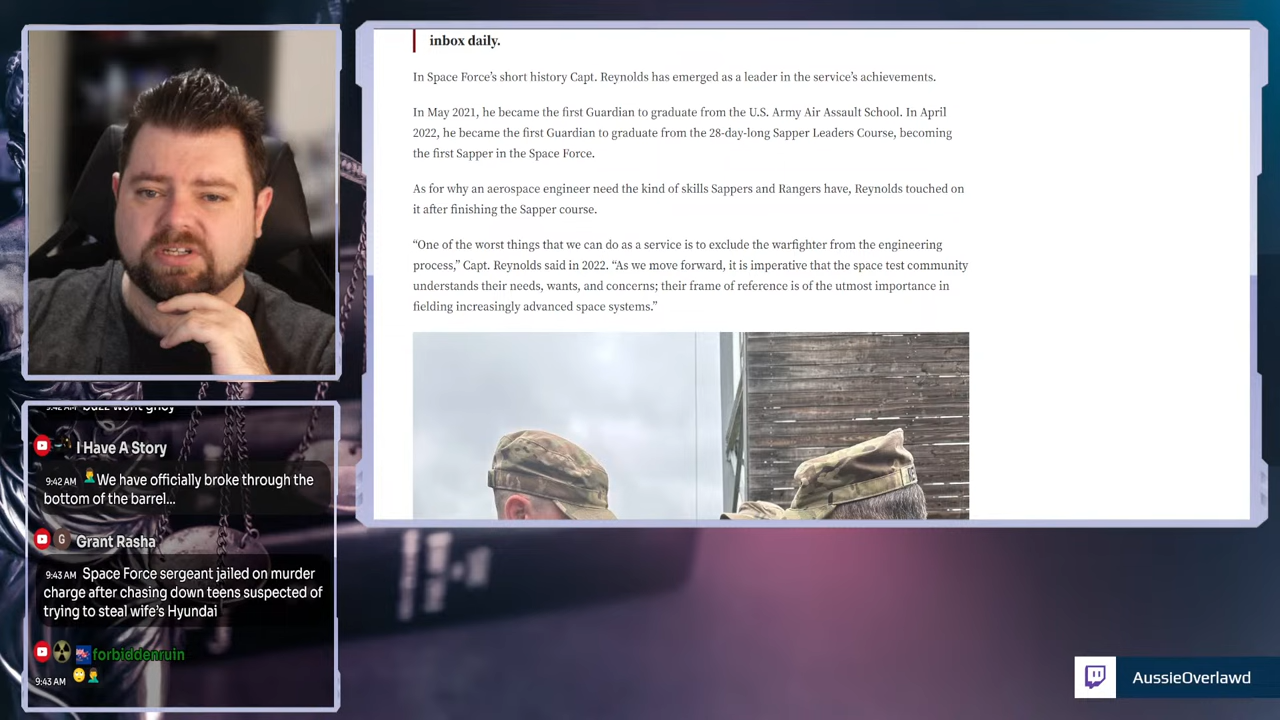 inbox daily.
In Space Force's short history Capt. Reynolds has emerged as a leader in the service's achievements.
In May 2021, he became the first Guardian to graduate from the U.S. Army Air Assault School. In April
2022, he became the first Guardian to graduate from the 28-day-long Sapper Leaders Course, becoming
the first Sapper in the Space Force.
As for why an aerospace engineer need the kind of skills Sappers and Rangers have, Reynolds touched on
it after finishing the Sapper course.
“One of the worst things that we can do as a service is to exclude the warfighter from the engineering
process,” Capt. Reynolds said in 2022. “As we move forward, it is imperative that the space test community
understands their needs, wants, and concerns; their frame of reference is of the utmost importance in
fielding increasingly advanced space systems.”
I Have A Story
9:42 AM We have officially broke through the
bottom of the barrel...
G Grant Rasha
9:43 AM Space Force sergeant jailed on murder
charge after chasing down teens suspected of
trying to steal wife's Hyundai
forbiddenruin
9:43 AM
AussieOverlawd